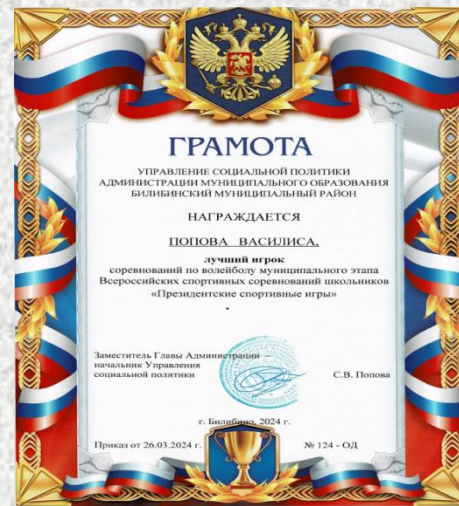 ГРАМОТА
УПРАВЛЕНИЕ СОЦИАЛЬНОЙ ПОЛИТИКИ
АДМИНИСТРАЦИИ МУНИЦИПАЛЬНОГО ОБРАЗОВАНИЯ
БИЛИБИНСКИЙ МУНИЦИПАЛЬНЫЙ РАЙОН
НАГРАЖДАЕТСЯ
ПОПОВА ВАСИЛИСА,
лучший игрок
соревнований по волейболу муниципального этапа
Всероссийских спортивных соревнований школьников
«Президентские спортивные игры»
Заместитель Главы Администрации –
начальник Управления
социальной политики С.В. Попова
г. Билибино, 2024 г.
Приказ от 26.03.2024 г. № 124 - ОД